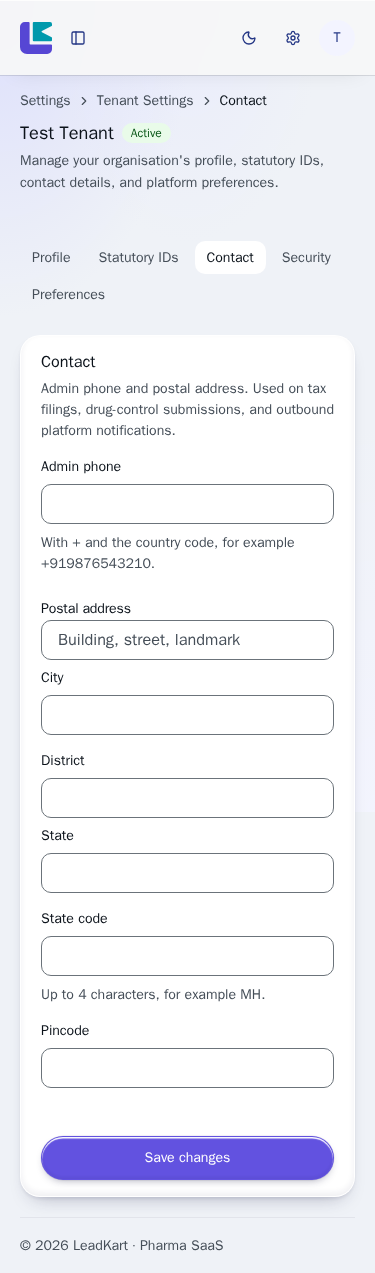 T
Settings > Tenant Settings > Contact
Test Tenant Active
Manage your organisation's profile, statutory IDs,
contact details, and platform preferences.
Profile Statutory IDs Contact Security
Preferences
Contact
Admin phone and postal address. Used on tax
filings, drug-control submissions, and outbound
platform notifications.
Admin phone
With + and the country code, for example
+919876543210.
Postal address
Building, street, landmark
City
District
State
State code
Up to 4 characters, for example MH.
Pincode
Save changes
© 2026 LeadKart · Pharma SaaS